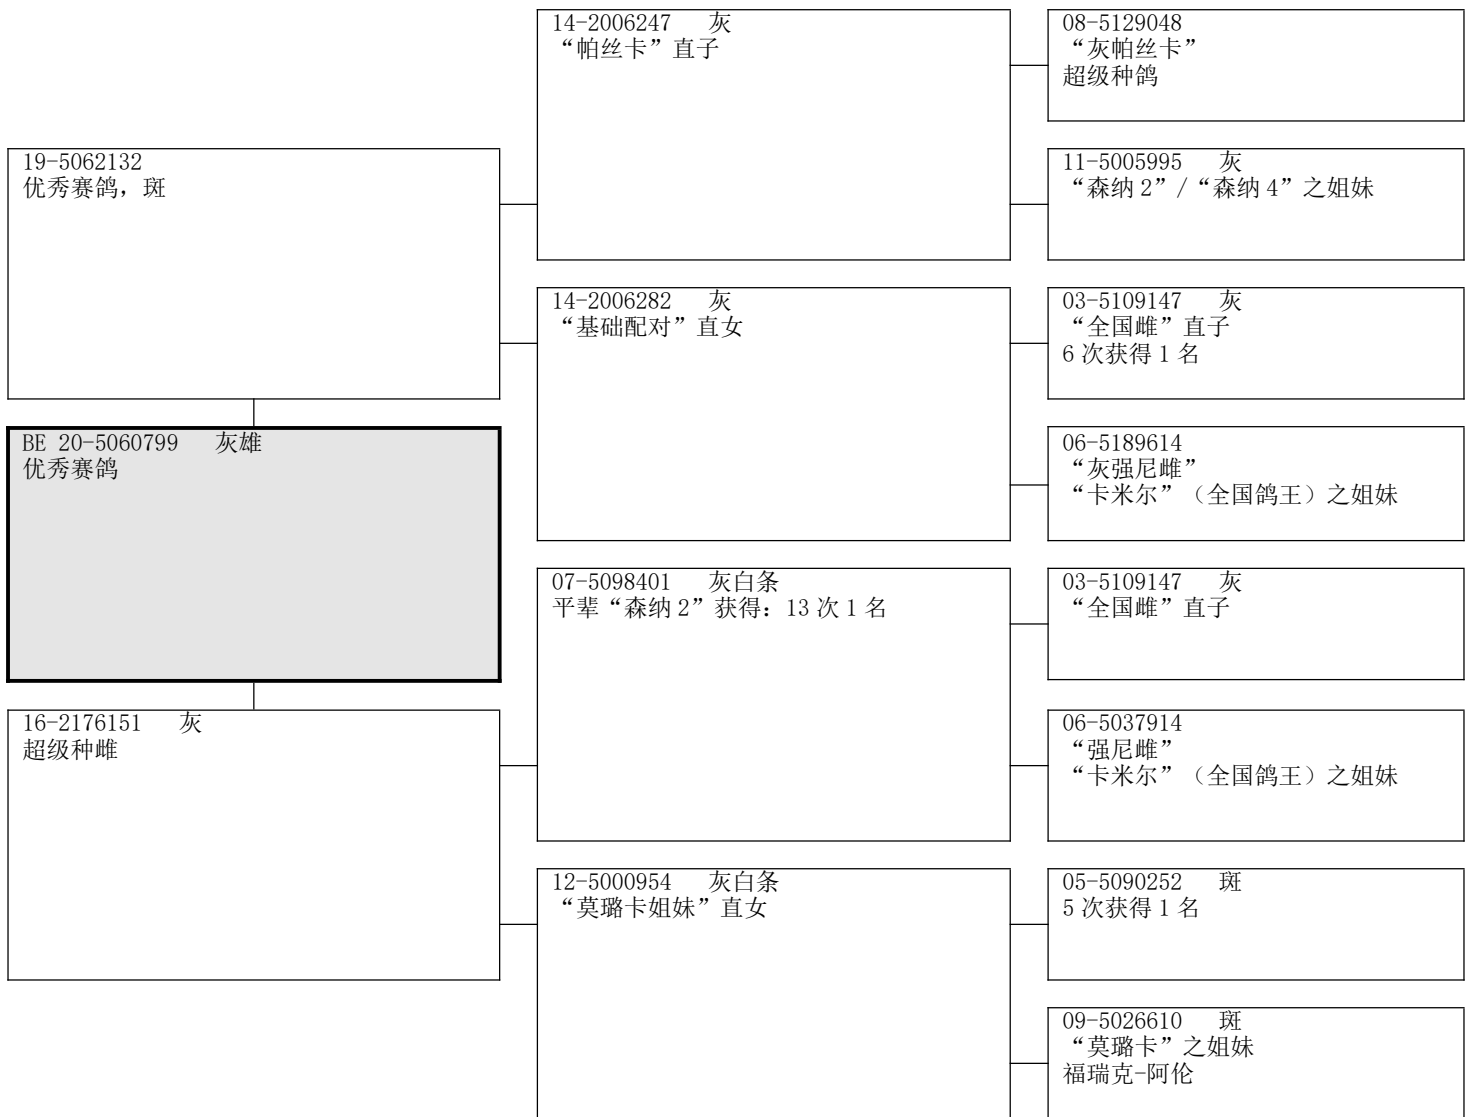 14-2006247 灰
“帕丝卡”直子
08-5129048
“灰帕丝卡”
超级种鸽
19-5062132
优秀赛鸽，斑
11-5005995 灰
“森纳 2”/“森纳 4”之姐妹
14-2006282 灰
“基础配对”直女
03-5109147 灰
“全国雌”直子
6 次获得 1 名
BE 20-5060799 灰雄
优秀赛鸽
06-5189614
“灰强尼雌”
“卡米尔”（全国鸽王）之姐妹
07-5098401 灰白条
平辈“森纳 2”获得：13 次 1 名
03-5109147 灰
“全国雌”直子
16-2176151 灰
超级种雌
06-5037914
“强尼雌”
“卡米尔”（全国鸽王）之姐妹
12-5000954 灰白条
“莫璐卡姐妹”直女
05-5090252 斑
5 次获得 1 名
09-5026610 斑
“莫璐卡”之姐妹
福瑞克-阿伦